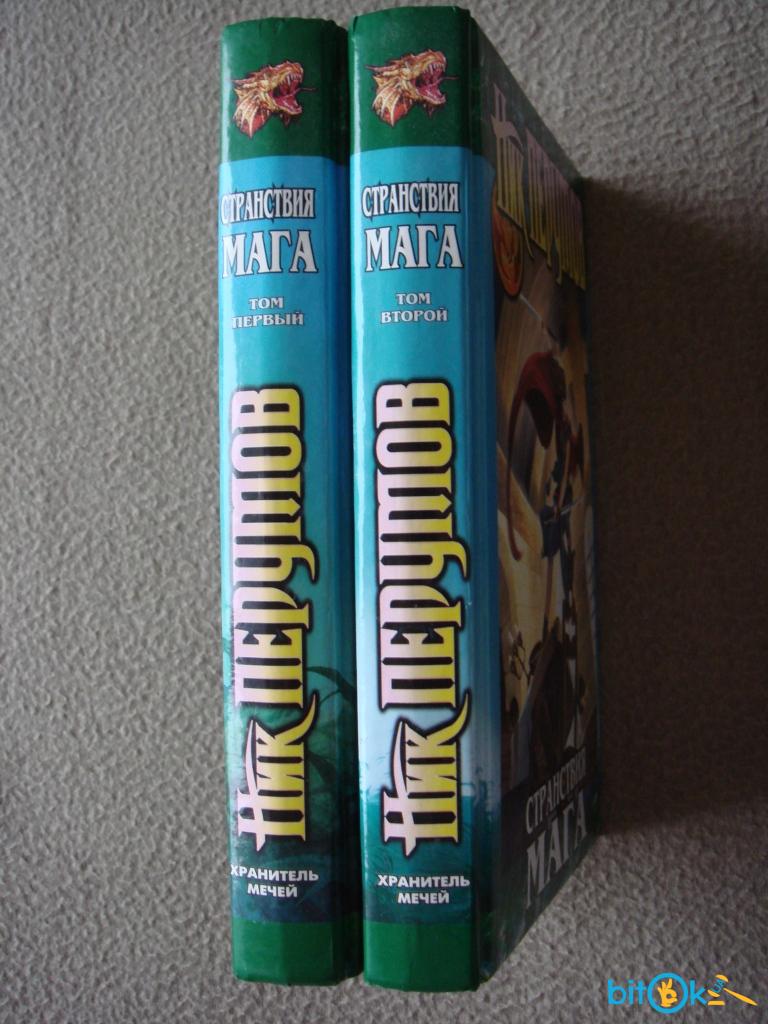 СТРАНСТВИЯ
МАГА
ТОМ
ПЕРВЫЙ
Ник ПЕРУМОВ
ХРАНИТЕЛЬ
МЕЧЕЙ
СТРАНСТВИЯ
МАГА
ТОМ
ВТОРОЙ
Ник ПЕРУМОВ
ХРАНИТЕЛЬ
МЕЧЕЙ
Ник ПЕРУМОВ
СТРАНСТВИЯ
МАГА
bitOk
UA